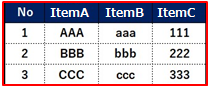 No ItemA ItemB ItemC
1 AAA aaa 111
2 BBB bbb 222
3 CCC ccc 333